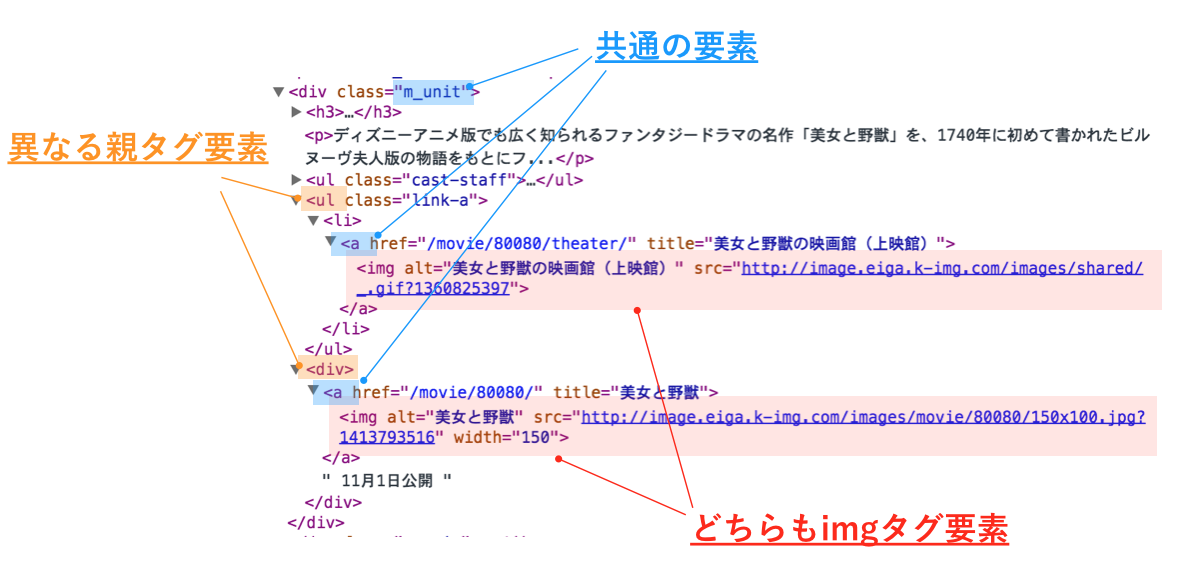 共通の要素
<div class="m_unit">
<h3>…</h3>
異なる親タグ要素
<p>ディズニーアニメ版でも広く知られるファンタジードラマの名作「美女と野獣」を、1740年に初めて書かれたビル
ヌーヴ夫人版の物語をもとにフ...</p>
<ul class="cast-staff">…</ul>
<ul class="link-a">
<li>
<a href="/movie/80080/theater/" title="美女と野獣の映画館（上映館）">
<img alt="美女と野獣の映画館（上映館）" src="http://image.eiga.k-img.com/images/shared/
_.gif?1360825397">
</a>
</li>
</ul>
<div>
<a href="/movie/80080/" title="美女と野獣">
<img alt="美女と野獣" src="http://image.eiga.k-img.com/images/movie/80080/150x100.jpg?
1413793516" width="150">
</a>
" 11月1日公開 "
</div>
</div>
どちらもimgタグ要素